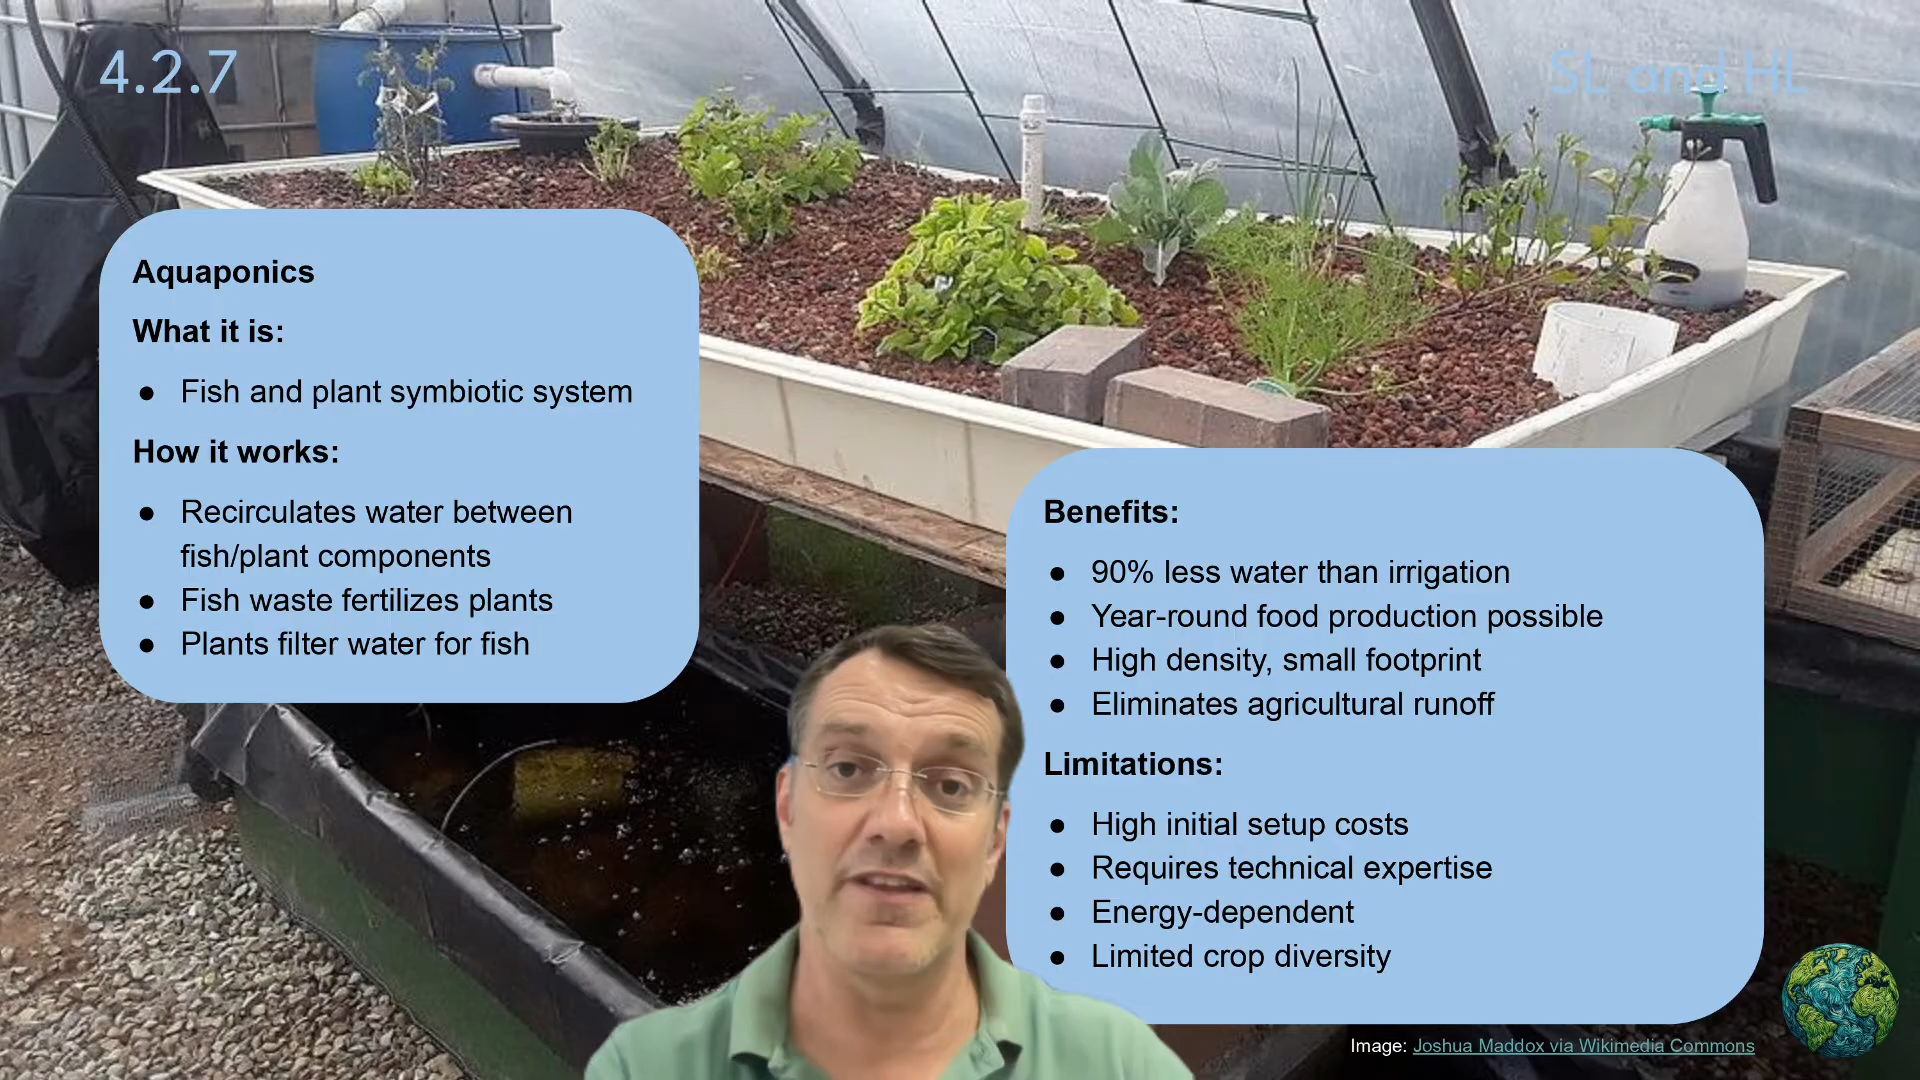 4.2.7
SL and HL
Aquaponics
What it is:
● Fish and plant symbiotic system
How it works:
● Recirculates water between
fish/plant components
● Fish waste fertilizes plants
● Plants filter water for fish
Benefits:
● 90% less water than irrigation
● Year-round food production possible
● High density, small footprint
● Eliminates agricultural runoff
Limitations:
● High initial setup costs
● Requires technical expertise
● Energy-dependent
● Limited crop diversity
Image: Joshua Maddox via Wikimedia Commons